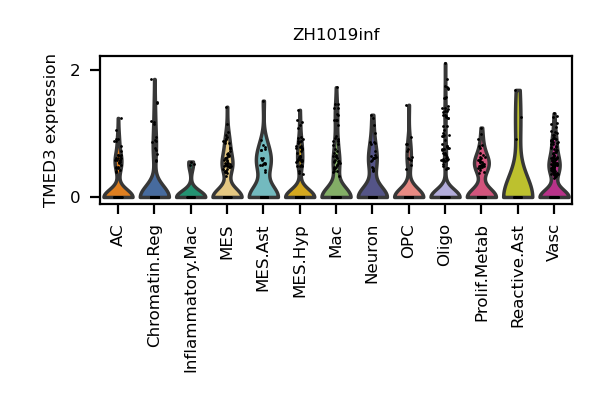 ZH1019inf
TMED3 expression
2
0
AC
Chromatin.Reg
Inflammatory.Mac
MES
MES.Ast
MES.Hyp
Mac
Neuron
OPC
Oligo
Prolif.Metab
Reactive.Ast
Vasc